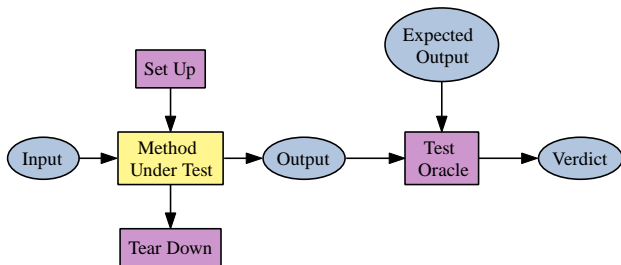 Expected
Output
Set Up
Input
Method
Under Test
Output
Test
Oracle
Verdict
Tear Down